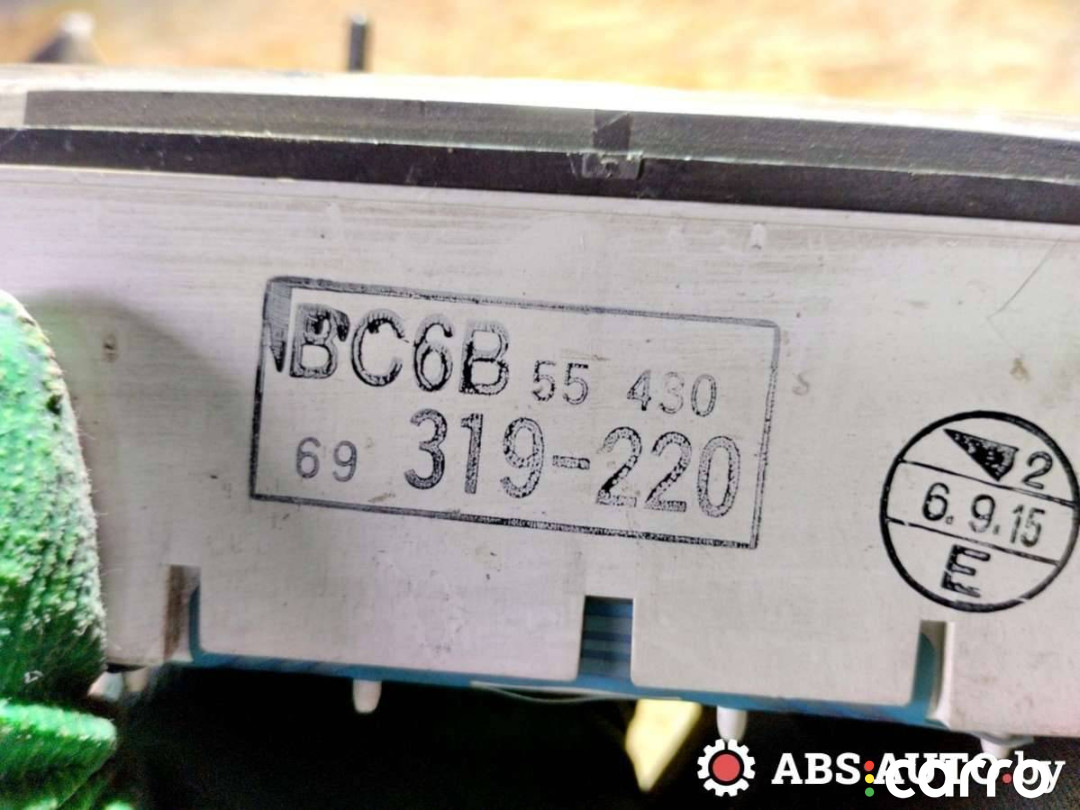 BC6B 55 430
69 319-220
2
6.9.15
E
ABS-AUTO.by
carro